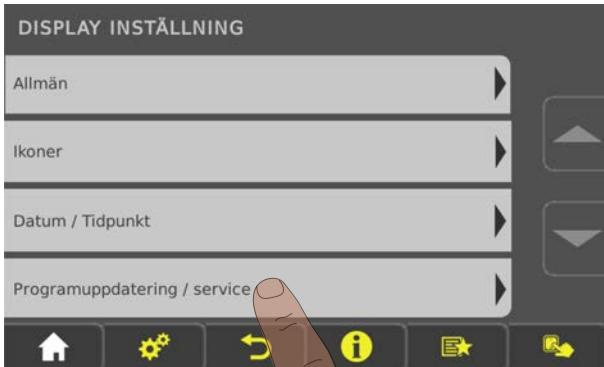 DISPLAY INSTÄLLNING
Allmän
Ikoner
Datum / Tidpunkt
Programuppdatering / service